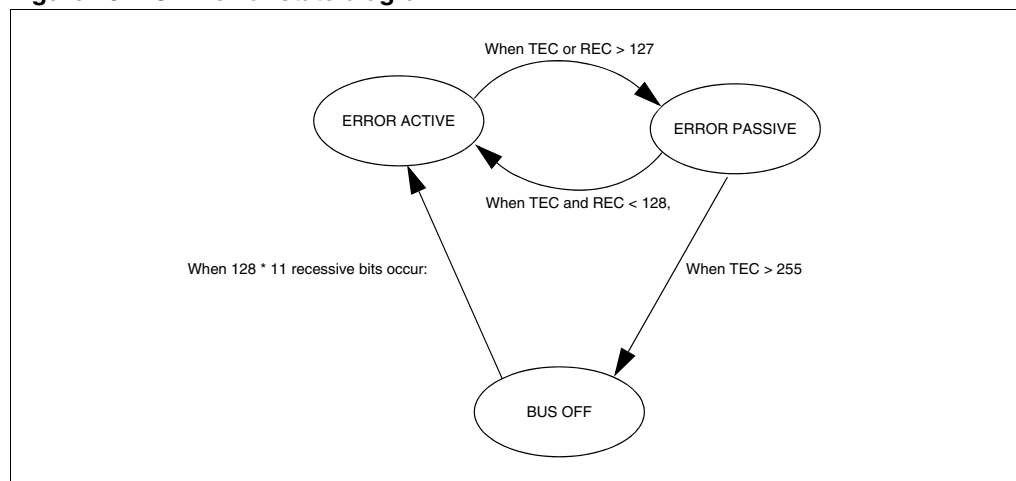 When TEC or REC > 127
ERROR ACTIVE
ERROR PASSIVE
When TEC and REC < 128,
When 128 * 11 recessive bits occur:
When TEC > 255
BUS OFF